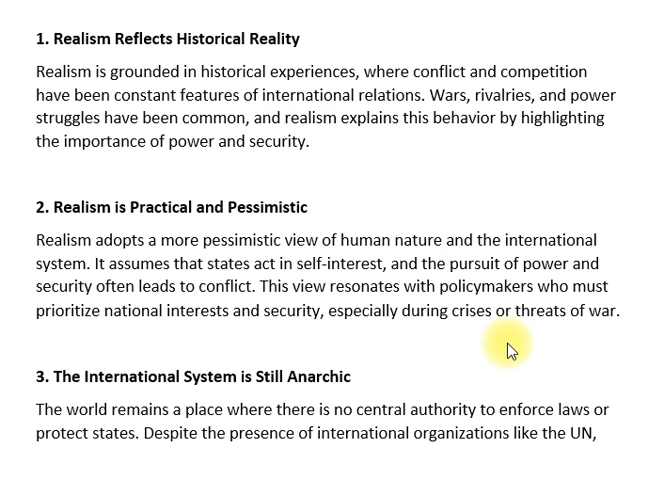 1. Realism Reflects Historical Reality
Realism is grounded in historical experiences, where conflict and competition
have been constant features of international relations. Wars, rivalries, and power
struggles have been common, and realism explains this behavior by highlighting
the importance of power and security.
2. Realism is Practical and Pessimistic
Realism adopts a more pessimistic view of human nature and the international
system. It assumes that states act in self-interest, and the pursuit of power and
security often leads to conflict. This view resonates with policymakers who must
prioritize national interests and security, especially during crises or threats of war.
3. The International System is Still Anarchic
The world remains a place where there is no central authority to enforce laws or
protect states. Despite the presence of international organizations like the UN,